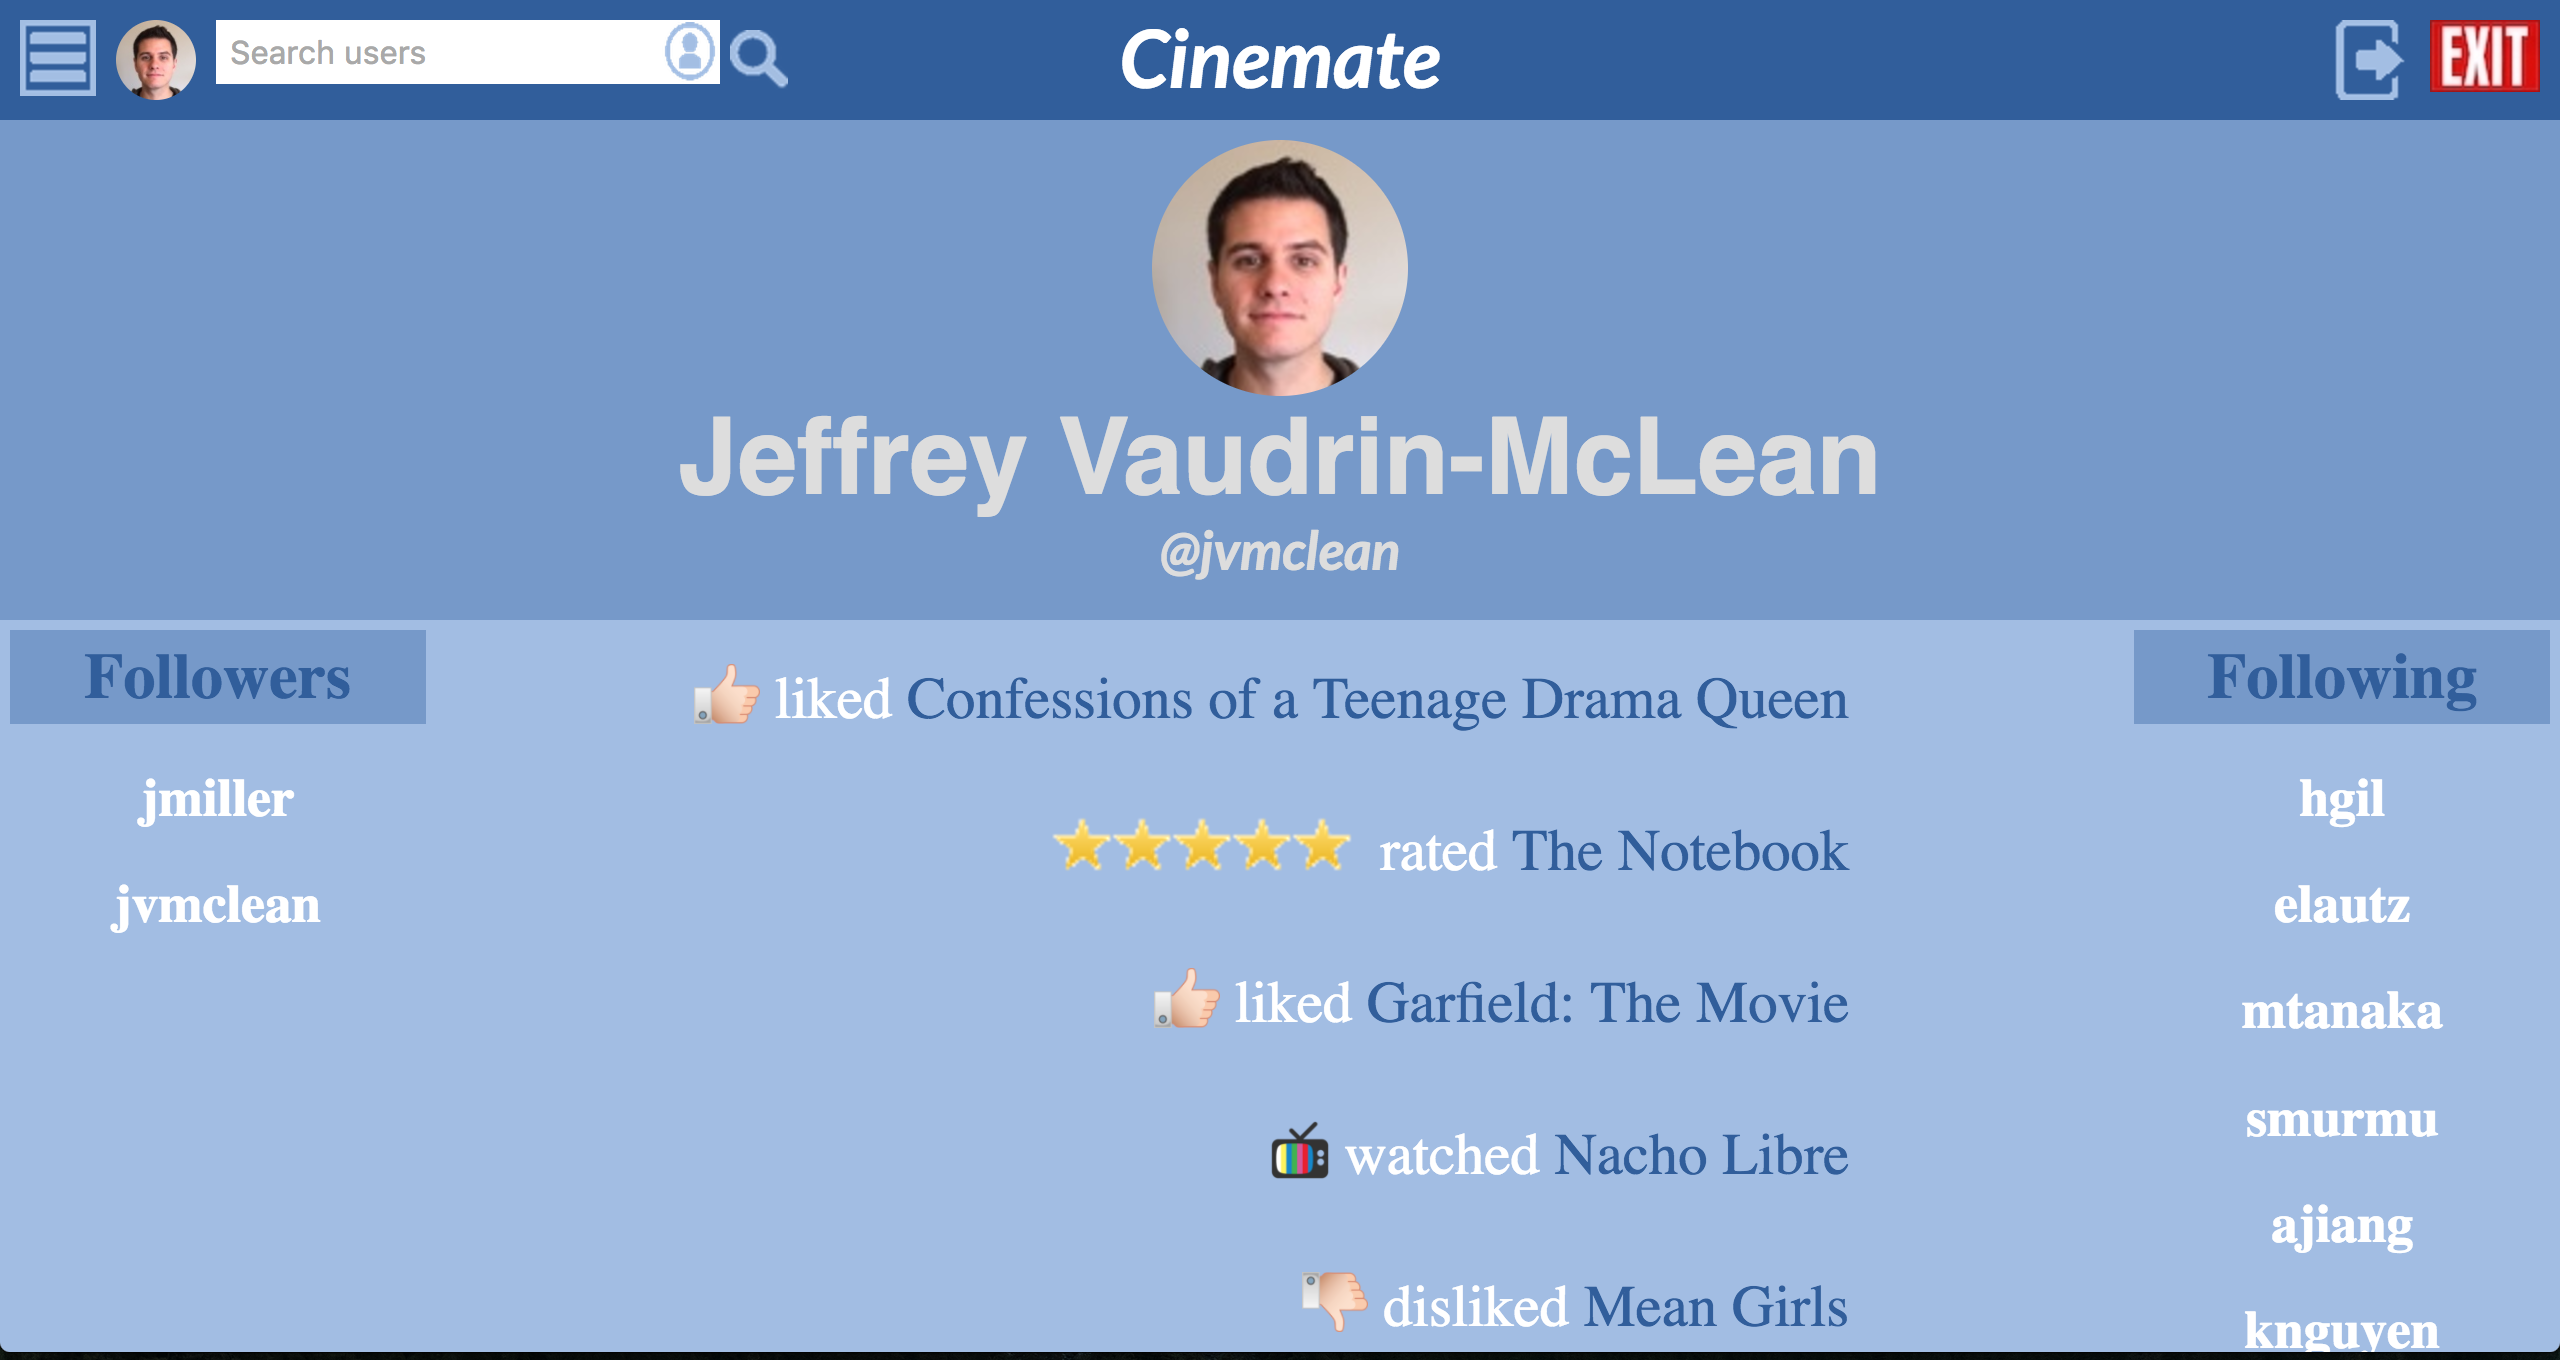 Search users
Cinemate
EXIT
Jeffrey Vaudrin-McLean
@jvmclean
Followers
jmiller
jvmclean
liked Confessions of a Teenage Drama Queen
rated The Notebook
liked Garfield: The Movie
watched Nacho Libre
disliked Mean Girls
Following
hgil
elautz
mtanaka
smurmu
ajiang
knguyen